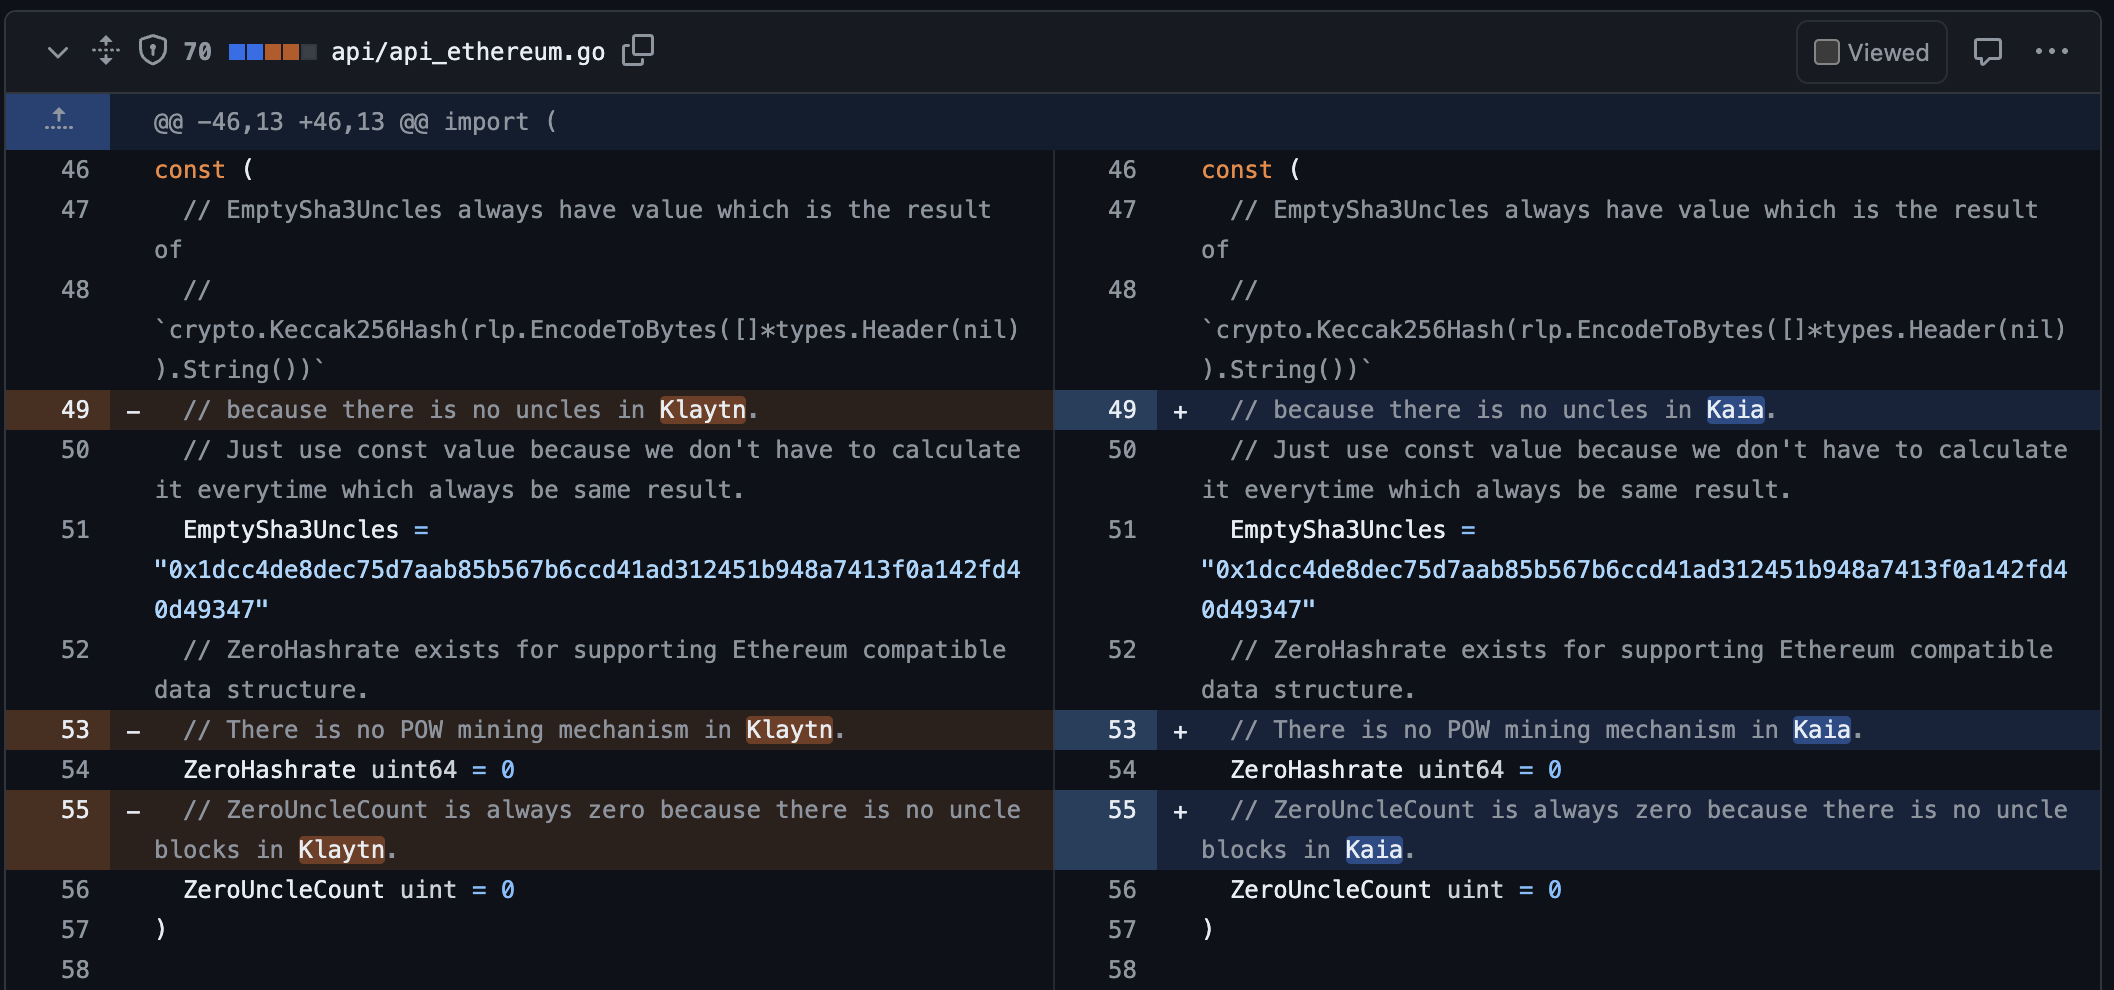 70 api/api_ethereum.go Viewed
@@ -46,13 +46,13 @@ import (
46 const (
47 // EmptySha3Uncles always have value which is the result
of
48 //
`crypto.Keccak256Hash(rlp.EncodeToBytes([]*types.Header(nil)
).String())`
49 - // because there is no uncles in Klaytn.
50 // Just use const value because we don't have to calculate
it everytime which always be same result.
51 EmptySha3Uncles =
"0x1dcc4de8dec75d7aab85b567b6ccd41ad312451b948a7413f0a142fd4
0d49347"
52 // ZeroHashrate exists for supporting Ethereum compatible
data structure.
53 - // There is no POW mining mechanism in Klaytn.
54 ZeroHashrate uint64 = 0
55 - // ZeroUncleCount is always zero because there is no uncle
blocks in Klaytn.
56 ZeroUncleCount uint = 0
57 )
58
46 const (
47 // EmptySha3Uncles always have value which is the result
of
48 //
`crypto.Keccak256Hash(rlp.EncodeToBytes([]*types.Header(nil)
).String())`
49 + // because there is no uncles in Kaia.
50 // Just use const value because we don't have to calculate
it everytime which always be same result.
51 EmptySha3Uncles =
"0x1dcc4de8dec75d7aab85b567b6ccd41ad312451b948a7413f0a142fd4
0d49347"
52 // ZeroHashrate exists for supporting Ethereum compatible
data structure.
53 + // There is no POW mining mechanism in Kaia.
54 ZeroHashrate uint64 = 0
55 + // ZeroUncleCount is always zero because there is no uncle
blocks in Kaia.
56 ZeroUncleCount uint = 0
57 )
58